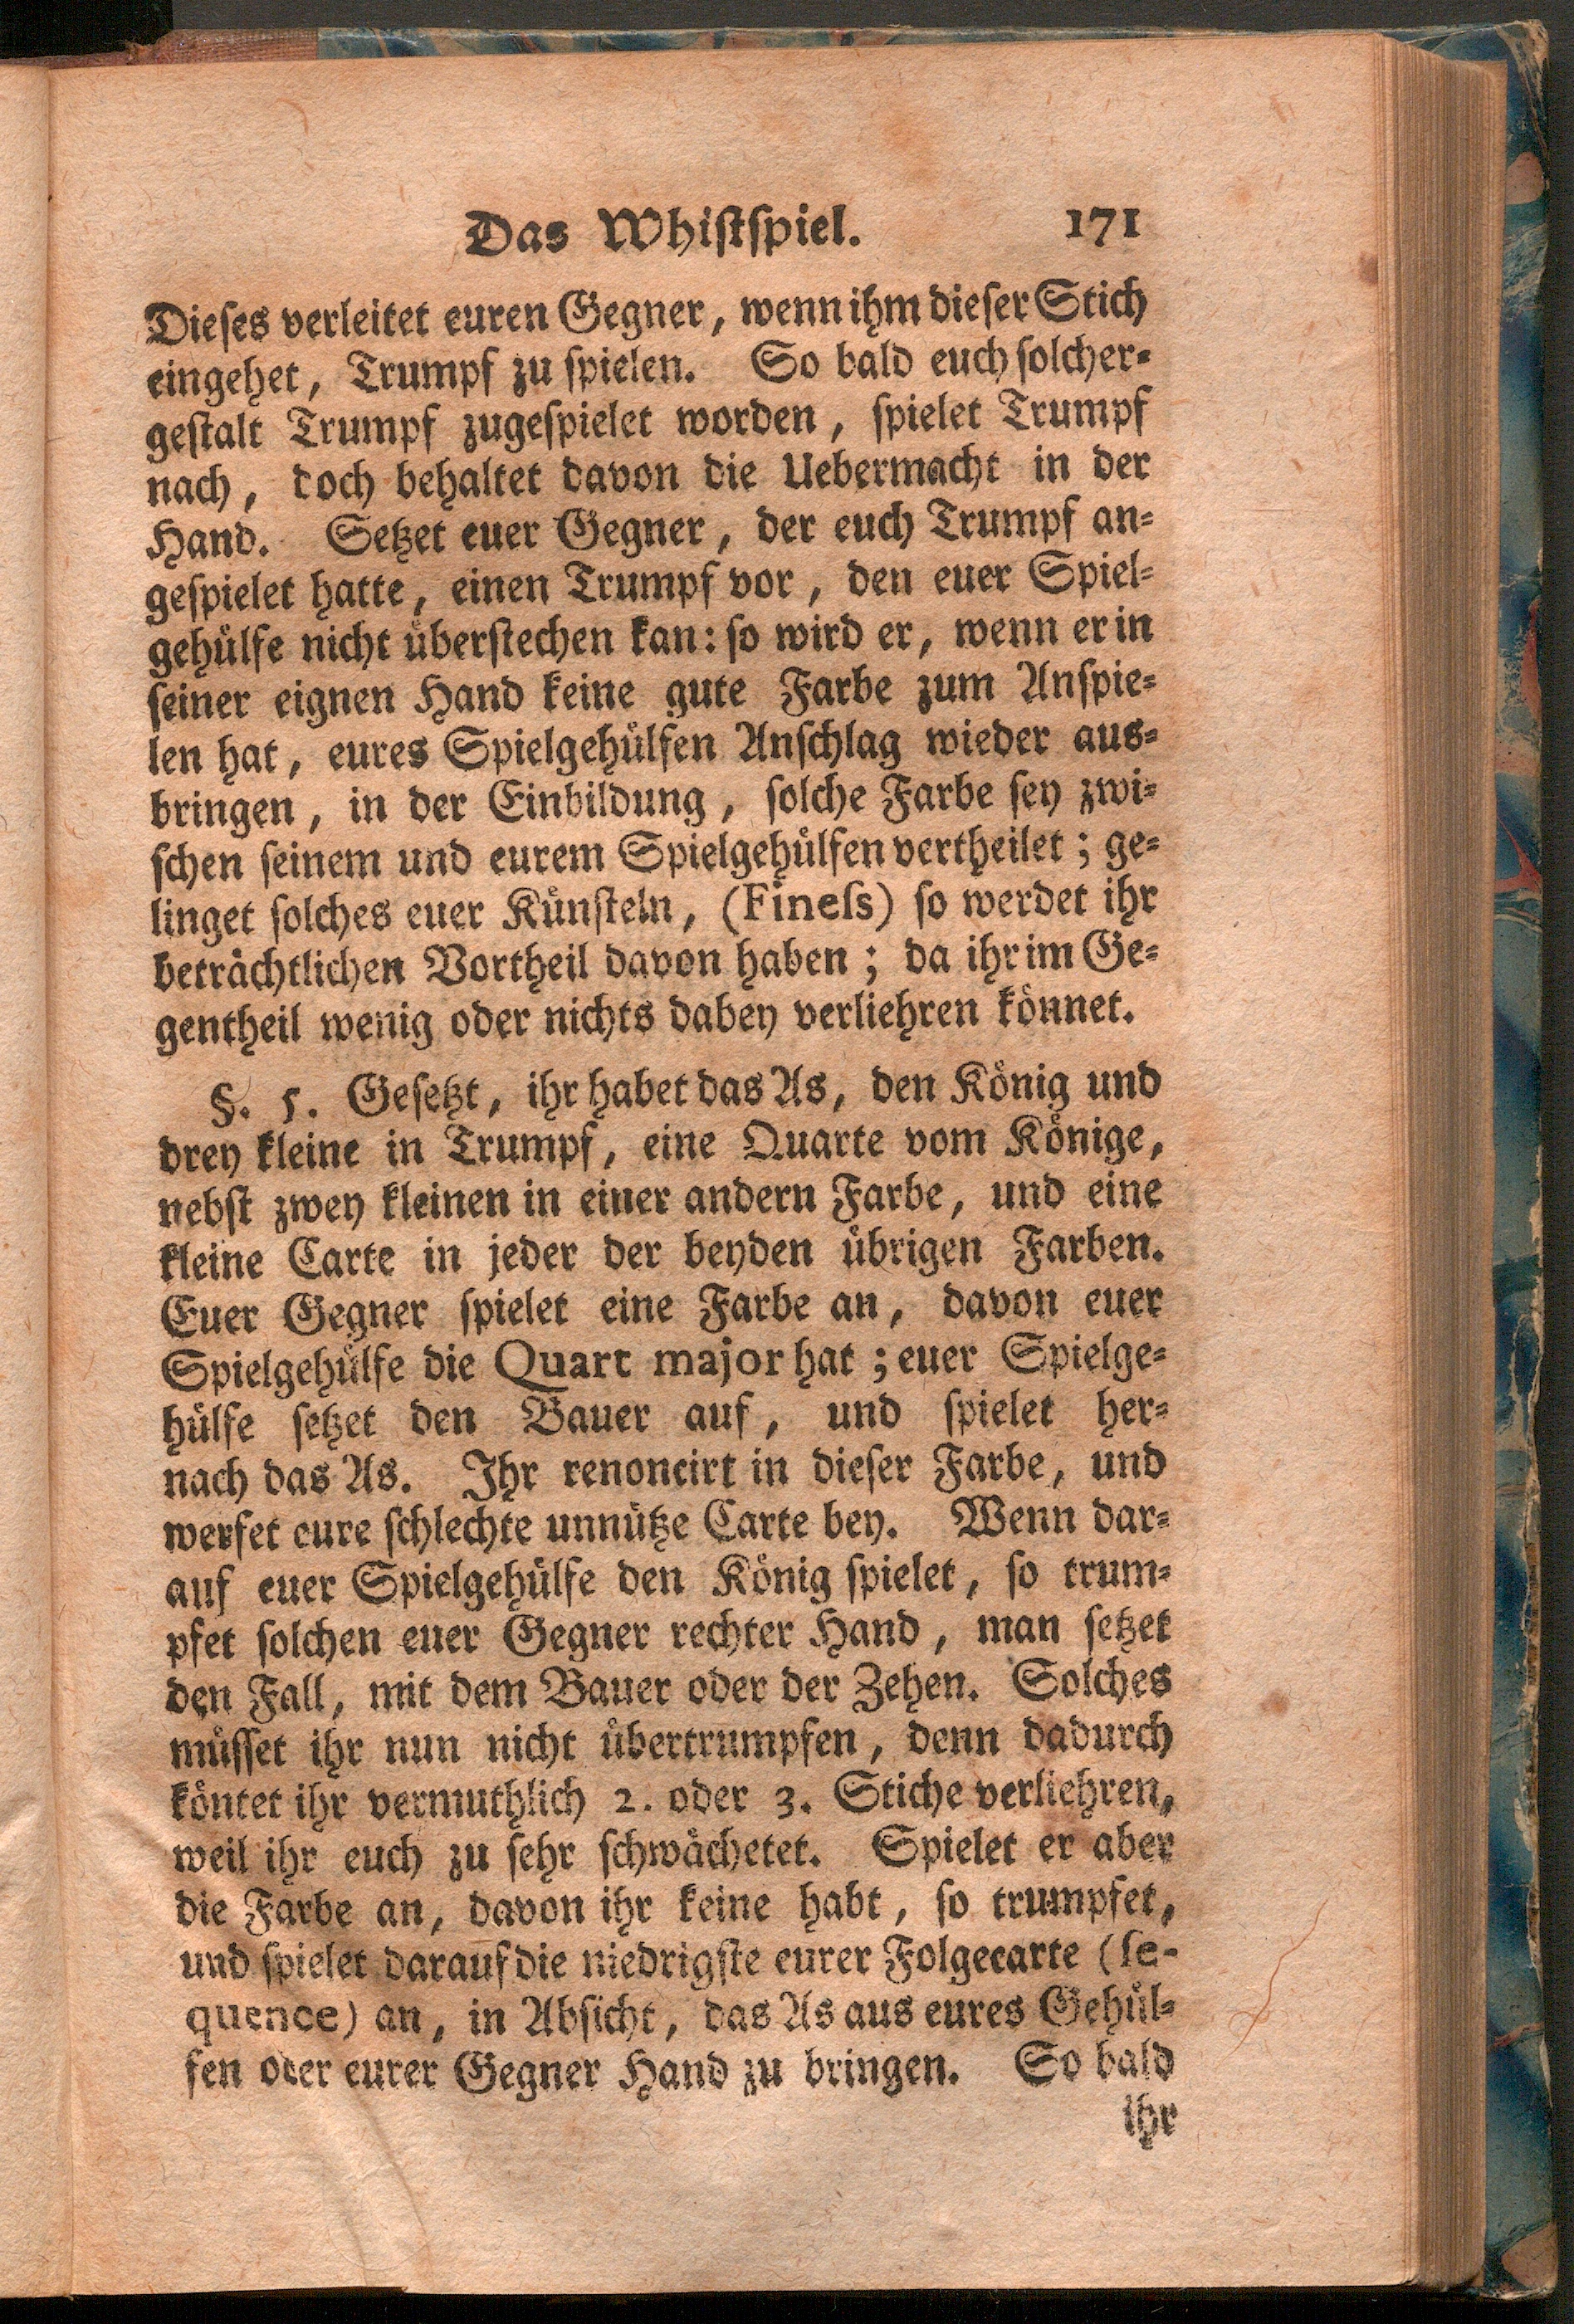 Das Whistspiel. 171
Dieses verleitet euren Gegner, wenn ihm dieser Stich
eingehet, Trumpf zu spielen. So bald euch solcher-
gestalt Trumpf zugespielet worden, spielet Trumpf
nach, doch behaltet davon die Uebermacht in der
Hand. Setzet euer Gegner, der euch Trumpf an-
gespielet hatte, einen Trumpf vor, den euer Spiel-
gehülfe nicht überstechen kan: so wird er, wenn er in
seiner eignen Hand keine gute Farbe zum Anspie-
len hat, eures Spielgehülfen Anschlag wieder aus-
bringen, in der Einbildung, solche Farbe sey zwi-
schen seinem und eurem Spielgehülfen vertheilet; ge-
linget solches euer Künsteln, (Finess) so werdet ihr
beträchtlichen Vortheil davon haben; da ihr im Ge-
gentheil wenig oder nichts dabey verliehren könnet.
§. 5. Gesetzt, ihr habet das As, den König und
drey kleine in Trumpf, eine Quarte vom Könige,
nebst zwey kleinen in einer andern Farbe, und eine
kleine Carte in jeder der beyden übrigen Farben.
Euer Gegner spielet eine Farbe an, davon euer
Spielgehülfe die Quart major hat; euer Spielge-
hülfe setzet den Bauer auf, und spielet her-
nach das As. Ihr renoncirt in dieser Farbe, und
werfet eure schlechte unnütze Carte bey. Wenn dar-
auf euer Spielgehülfe den König spielet, so trum-
pfet solchen euer Gegner rechter Hand, man setzet
den Fall, mit dem Bauer oder der Zehen. Solches
müsset ihr nun nicht übertrumpfen, denn dadurch
köntet ihr vermuthlich 2. oder 3. Stiche verliehren,
weil ihr euch zu sehr schwächetet. Spielet er aber
die Farbe an, davon ihr keine habt, so trumpfet,
und spielet darauf die niedrigste eurer Folgecarte (se-
quence) an, in Absicht, das As aus eures Gehül-
fen oder eurer Gegner Hand zu bringen. So bald
ihr